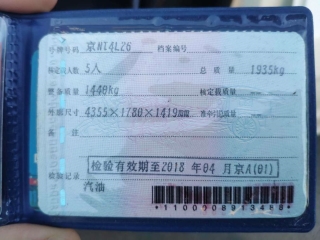 号牌号码 京N14L26 档案编号
核定载人数 5人 总质量 1935kg
整备质量 1440kg 核定载质量 --
外廓尺寸 4355×1780×1419mm 准牵引总质量 --
备注
检验有效期至2018年04月京A(01)
检验记录
汽油